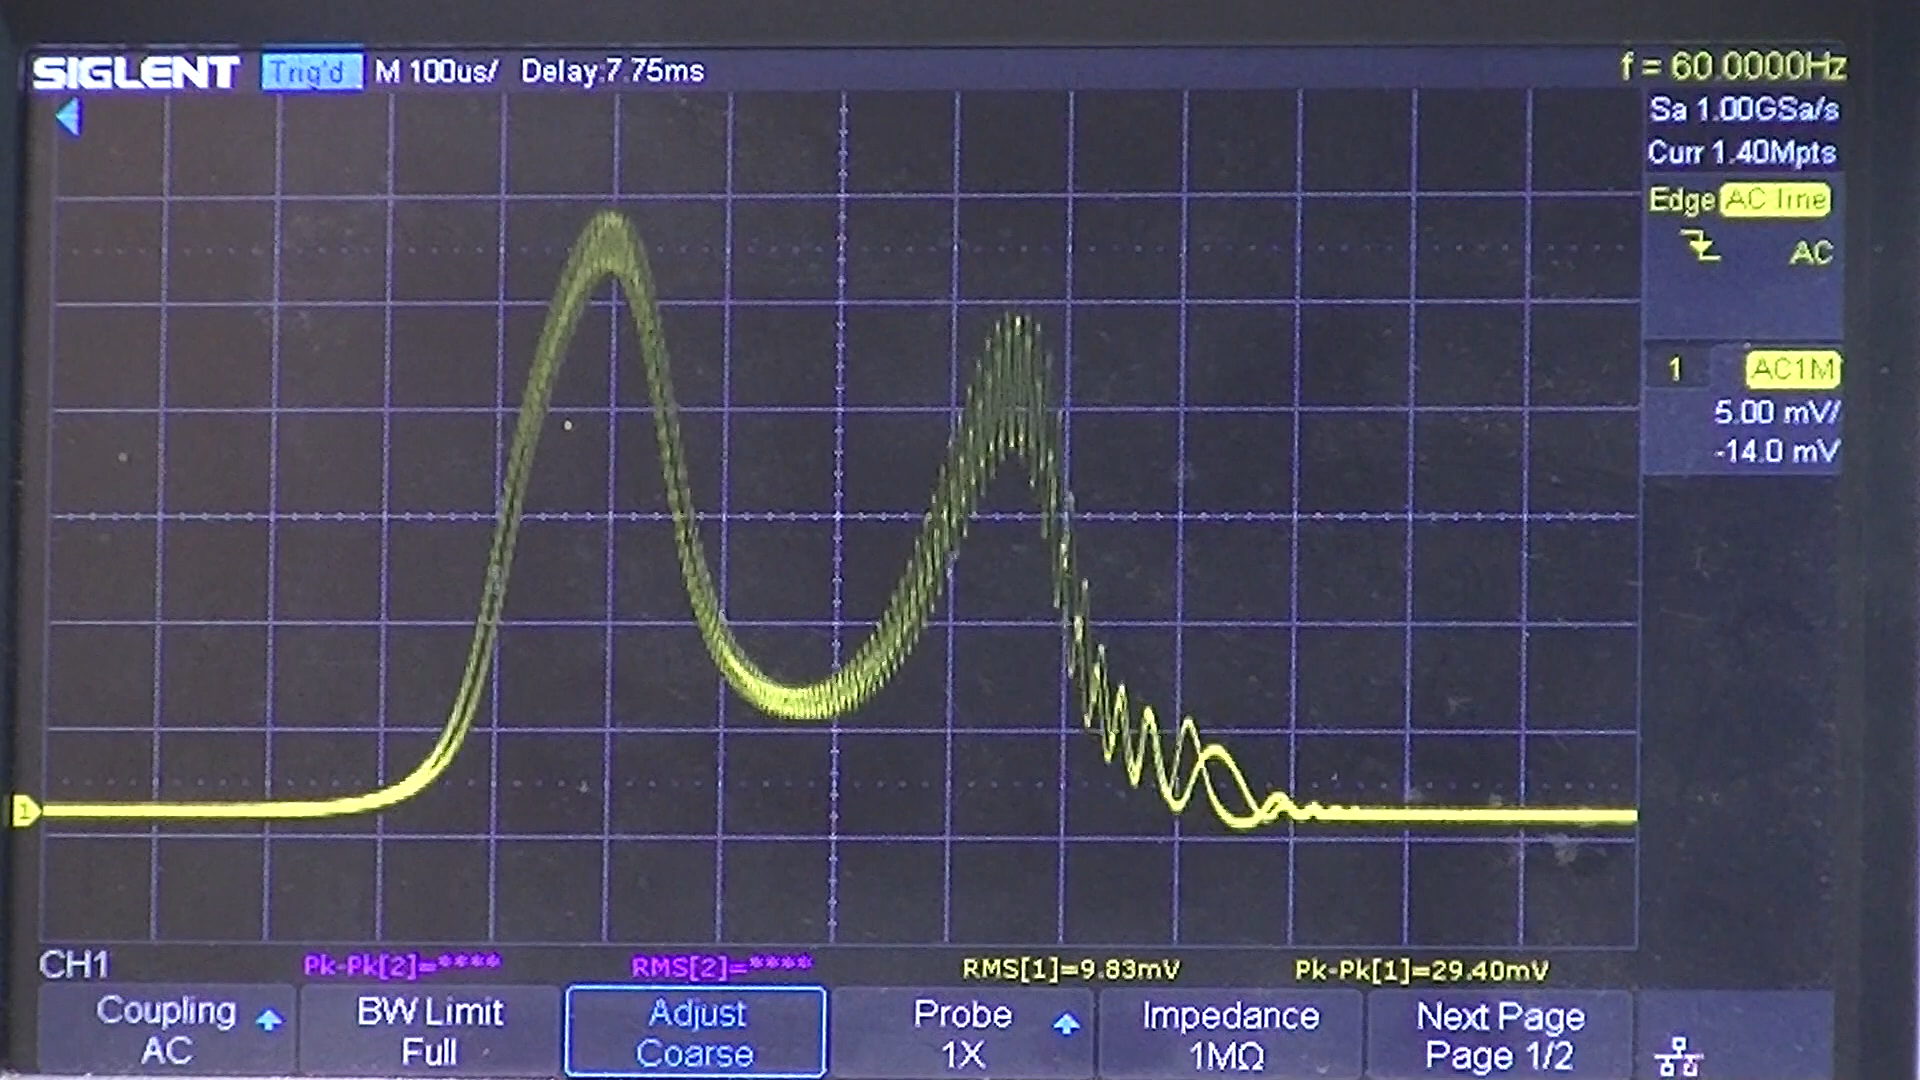 SIGLENT Trig'd M 100us/ Delay:7.75ms f = 60.0000Hz
Sa 1.00GSa/s
Curr 1.40Mpts
Edge AC line
AC
1 AC1M
5.00 mV/
-14.0 mV
1
CH1 Pk-Pk[2]=**** RMS[2]=**** RMS[1]=9.83mV Pk-Pk[1]=29.40mV
Coupling BW Limit Adjust Probe Impedance Next Page
AC Full Coarse 1X 1MΩ Page 1/2